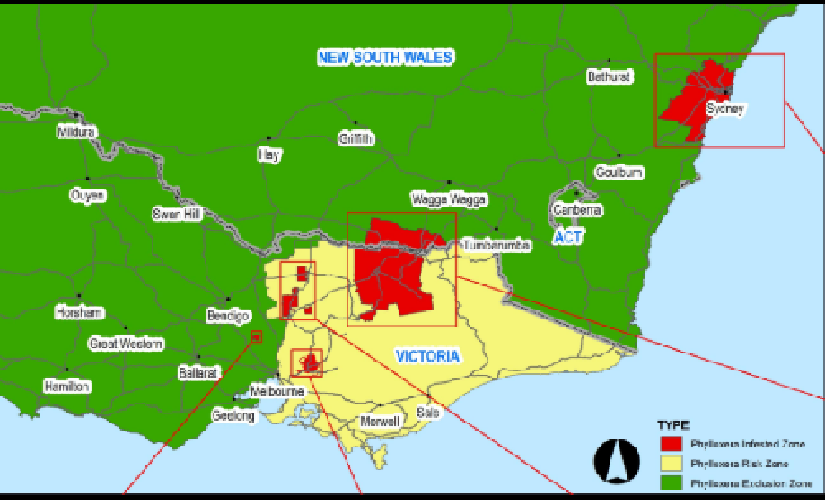 NEW SOUTH WALES
Bathurst
Sydney
Mildura
Griffith
Hay
Goulburn
Ouyen
Wagga Wagga
Swan Hill
Canberra
ACT
Tumbarumba
Horsham
Bendigo
Great Western
VICTORIA
Ballarat
Hamilton
Melbourne
Geelong
Sale
Morwell
TYPE
Phylloxera Infested Zone
Phylloxera Risk Zone
Phylloxera Exclusion Zone